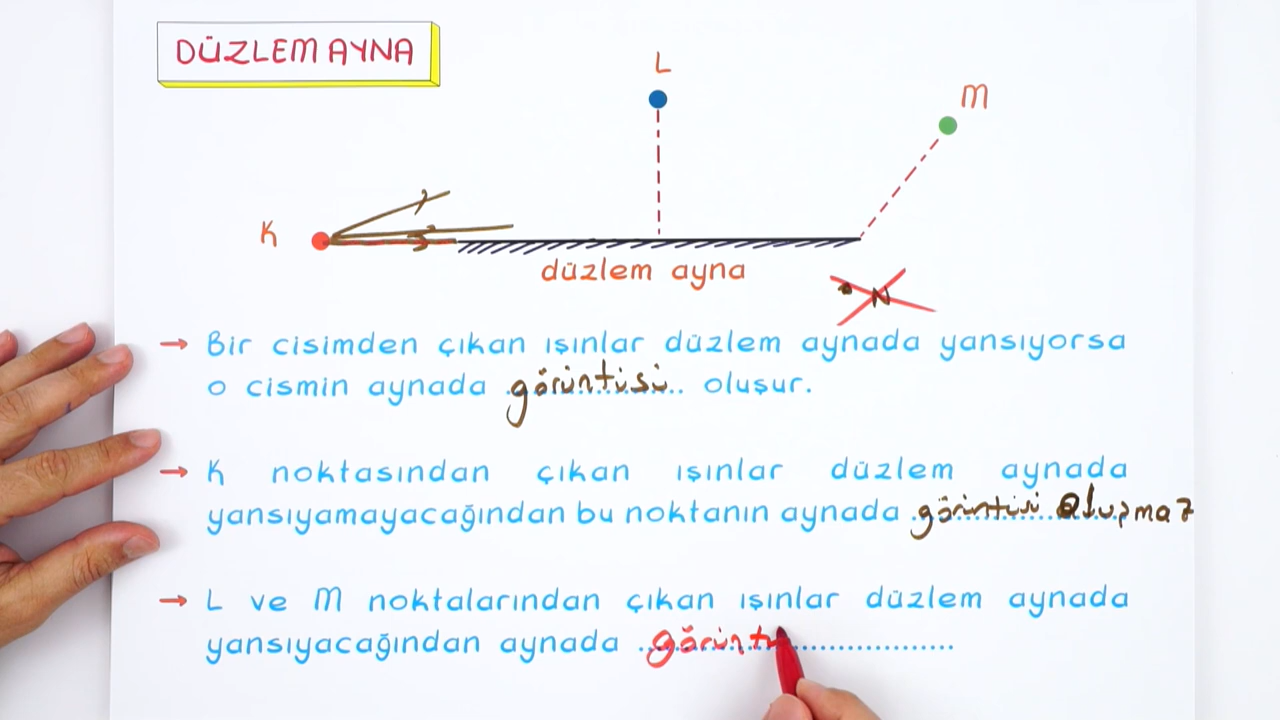 DÜZLEM AYNA
L
M
K
düzlem ayna
N
→ Bir cisimden çıkan ışınlar düzlem aynada yansıyorsa
o cismin aynada görüntüsü oluşur.
→ K noktasından çıkan ışınlar düzlem aynada
yansıyamayacağından bu noktanın aynada görüntüsü oluşmaz
→ L ve M noktalarından çıkan ışınlar düzlem aynada
yansıyacağından aynada görüntü